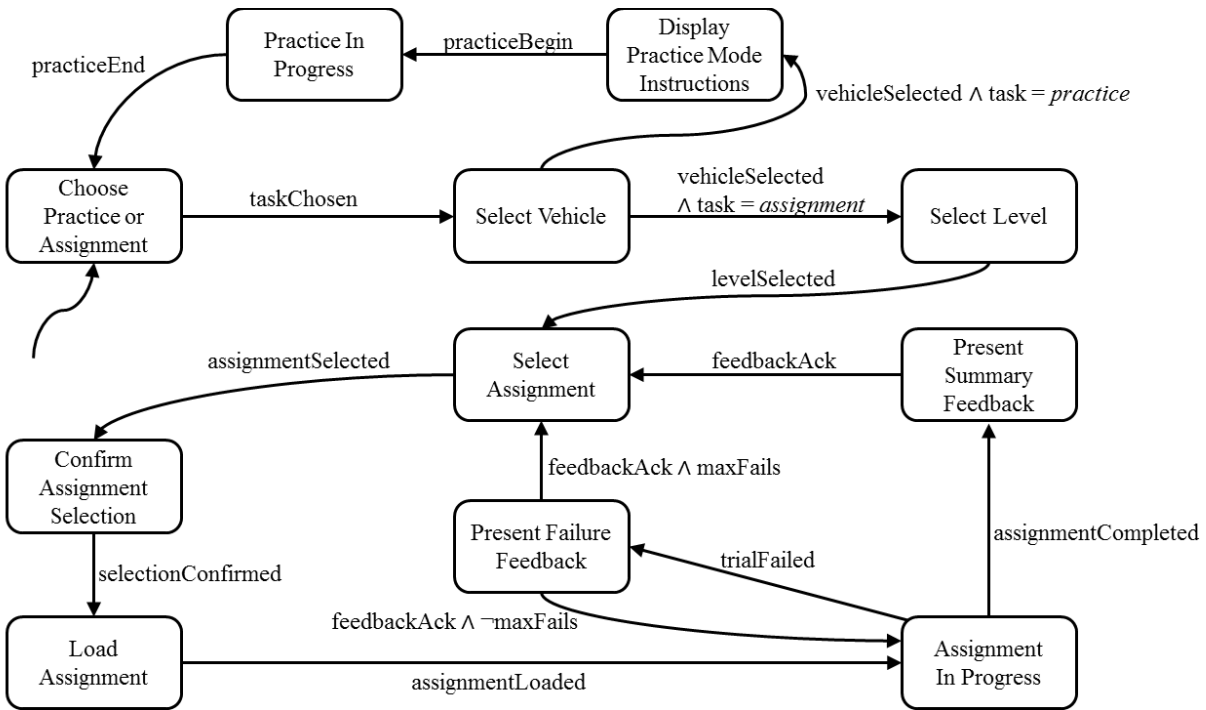 Practice In
Progress
practiceBegin
Display
Practice Mode
Instructions
practiceEnd
vehicleSelected ∧ task = practice
Choose
Practice or
Assignment
taskChosen
Select Vehicle
vehicleSelected
∧ task = assignment
Select Level
levelSelected
assignmentSelected
Select
Assignment
feedbackAck
Present
Summary
Feedback
Confirm
Assignment
Selection
feedbackAck ∧ maxFails
Present Failure
Feedback
trialFailed
assignmentCompleted
selectionConfirmed
feedbackAck ∧ ¬maxFails
Load
Assignment
assignmentLoaded
Assignment
In Progress